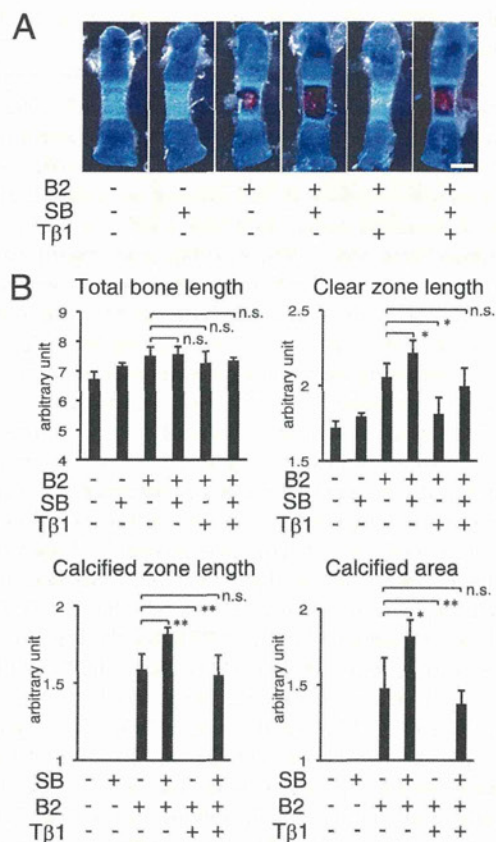 A
B2 - - + + + +
SB - + - + - +
Tβ1 - - - - + +
B
Total bone length
n.s.
n.s.
n.s.
arbitrary unit
9
8
7
6
5
4
B2 - - + + + +
SB - + - + - +
Tβ1 - - - - + +
Clear zone length
n.s.
*
*
arbitrary unit
2.5
2
1.5
B2 - - + + + +
SB - + - + - +
Tβ1 - - - - + +
Calcified zone length
n.s.
**
**
arbitrary unit
2
1.5
1
SB - + - + - +
B2 - - + + + +
Tβ1 - - - - + +
Calcified area
n.s.
**
*
arbitrary unit
2
1.5
1
SB - + - + - +
B2 - - + + + +
Tβ1 - - - - + +